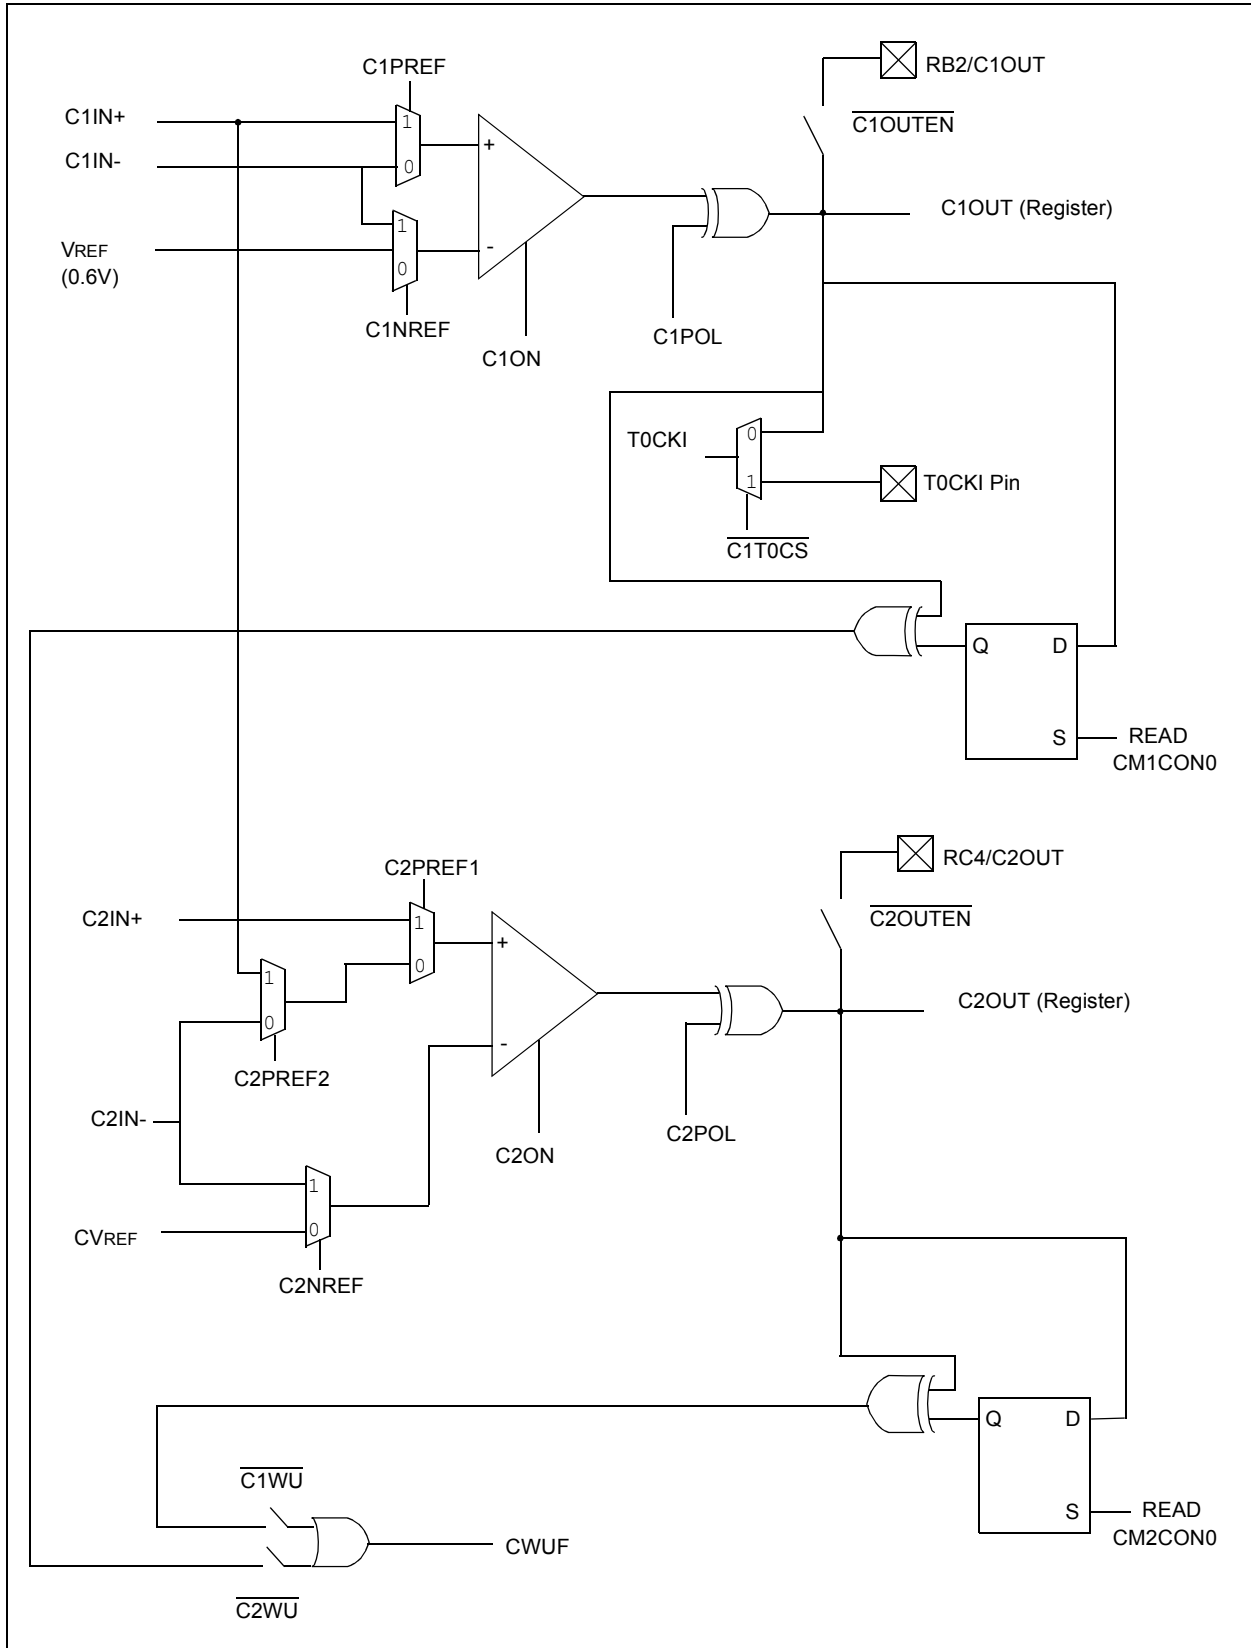 C1PREF
RB2/C1OUT
C1IN+
1
C1OUTEN
C1IN-
0
+
1
C1OUT (Register)
VREF
(0.6V)
0
-
C1NREF
C1ON
C1POL
T0CKI
0
1
T0CKI Pin
C1T0CS
Q D
S
READ
CM1CON0
C2PREF1
RC4/C2OUT
C2IN+
1
C2OUTEN
+
0
1
0
C2OUT (Register)
-
C2PREF2
C2IN-
C2ON
C2POL
1
CVREF
0
C2NREF
Q D
C1WU
S
READ
CM2CON0
CWUF
C2WU